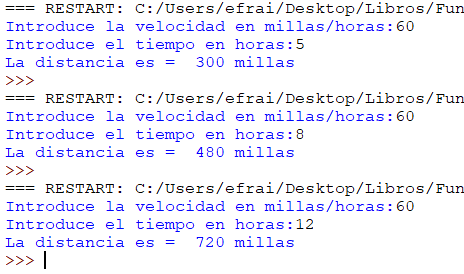 === RESTART: C:/Users/efrai/Desktop/Libros/Fun
Introduce la velocidad en millas/horas:60
Introduce el tiempo en horas:5
La distancia es =  300 millas
>>>
=== RESTART: C:/Users/efrai/Desktop/Libros/Fun
Introduce la velocidad en millas/horas:60
Introduce el tiempo en horas:8
La distancia es =  480 millas
>>>
=== RESTART: C:/Users/efrai/Desktop/Libros/Fun
Introduce la velocidad en millas/horas:60
Introduce el tiempo en horas:12
La distancia es =  720 millas
>>>